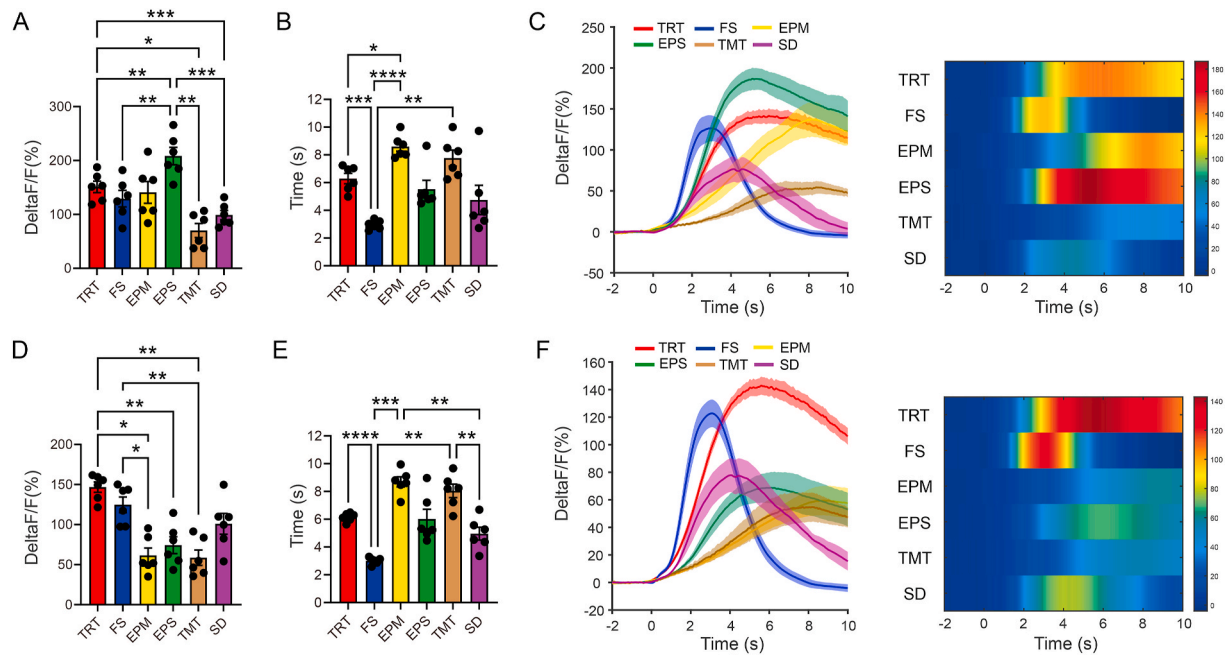 A
***
*
** ***
** **
300
200
100
0
DeltaF/F(%)
TRT FS EPM EPS TMT SD
B
*
****
*** **
12
10
8
6
4
2
0
Time (s)
TRT FS EPM EPS TMT SD
C
TRT FS EPM
EPS TMT SD
250
200
150
100
50
0
-50
DeltaF/F(%)
-2 0 2 4 6 8 10
Time (s)
TRT
FS
EPM
EPS
TMT
SD
-2 0 2 4 6 8 10
Time (s)
180
160
140
120
100
80
60
40
20
0
D
**
**
**
*
*
200
150
100
50
0
DeltaF/F(%)
TRT FS EPM EPS TMT SD
E
*** **
**** ** **
12
10
8
6
4
2
0
Time (s)
TRT FS EPM EPS TMT SD
F
TRT FS EPM
EPS TMT SD
160
140
120
100
80
60
40
20
0
-20
DeltaF/F(%)
-2 0 2 4 6 8 10
Time (s)
TRT
FS
EPM
EPS
TMT
SD
-2 0 2 4 6 8 10
Time (s)
140
120
100
80
60
40
20
0